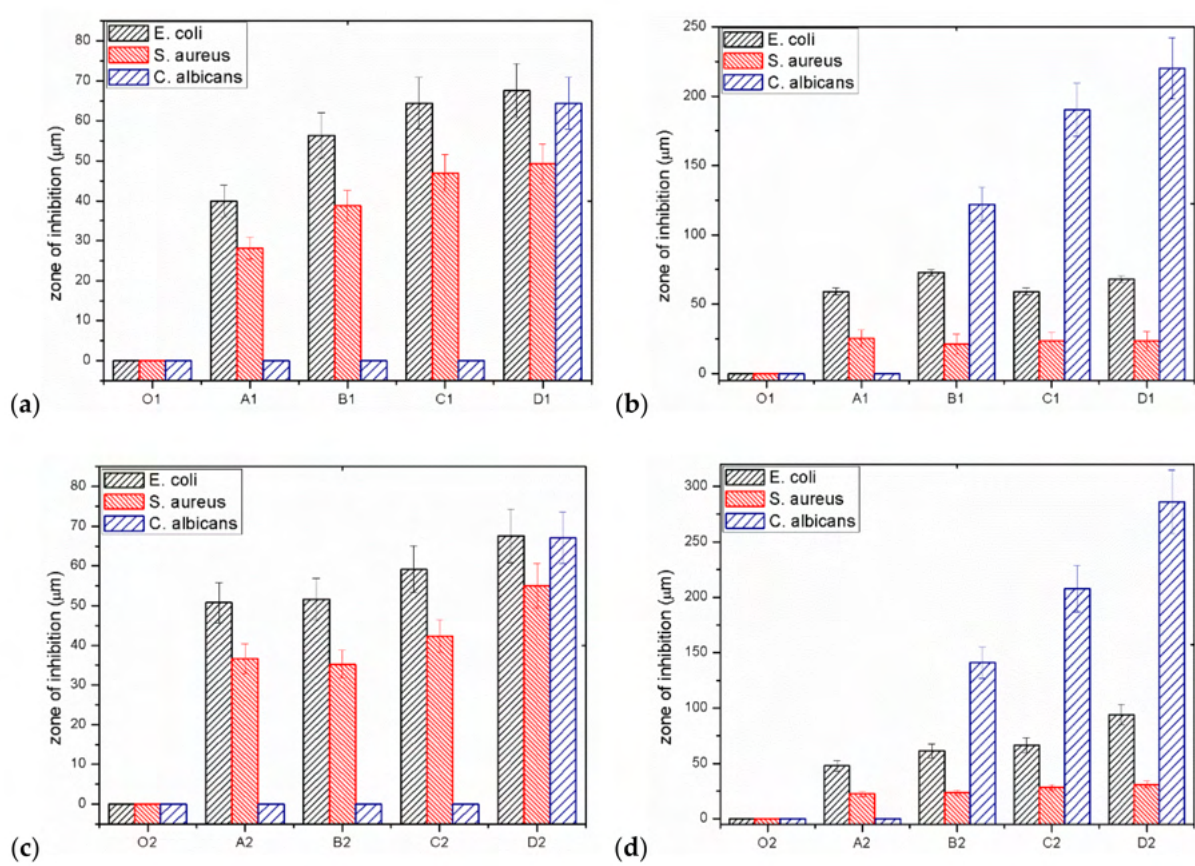 E. coli
S. aureus
C. albicans
zone of inhibition (μm)
80
70
60
50
40
30
20
10
0
O1 A1 B1 C1 D1
(a)
E. coli
S. aureus
C. albicans
zone of inhibition (μm)
250
200
150
100
50
0
O1 A1 B1 C1 D1
(b)
E. coli
S. aureus
C. albicans
zone of inhibition (μm)
80
70
60
50
40
30
20
10
0
O2 A2 B2 C2 D2
(c)
E. coli
S. aureus
C. albicans
zone of inhibition (μm)
300
250
200
150
100
50
0
O2 A2 B2 C2 D2
(d)